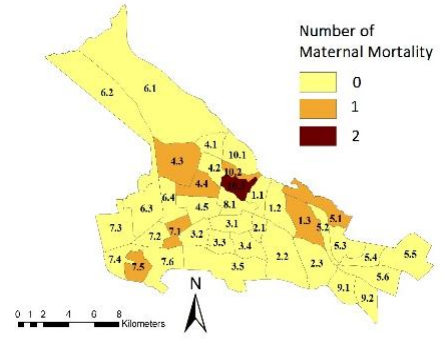 Number of
Maternal Mortality
0
1
2
6.2 6.1
4.1
10.1
4.3 4.2 10.2
4.4
6.4 1.1
4.5 8.1 1.2
6.3 1.3 5.1
7.3 3.1 2.1 5.2
7.2 7.1 3.2
3.3 3.4 5.3
7.4 2.2 5.4 5.5
7.5 7.6 3.5 2.3
5.6
9.1
9.2
N
0 1 2 4 6 8
Kilometers